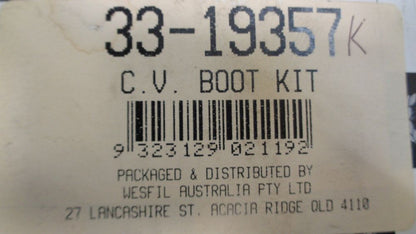 33-19357K
C.V. BOOT KIT
9 323129 021192
PACKAGED & DISTRIBUTED BY
WESFIL AUSTRALIA PTY LTD
27 LANCASHIRE ST. ACACIA RIDGE QLD 4110